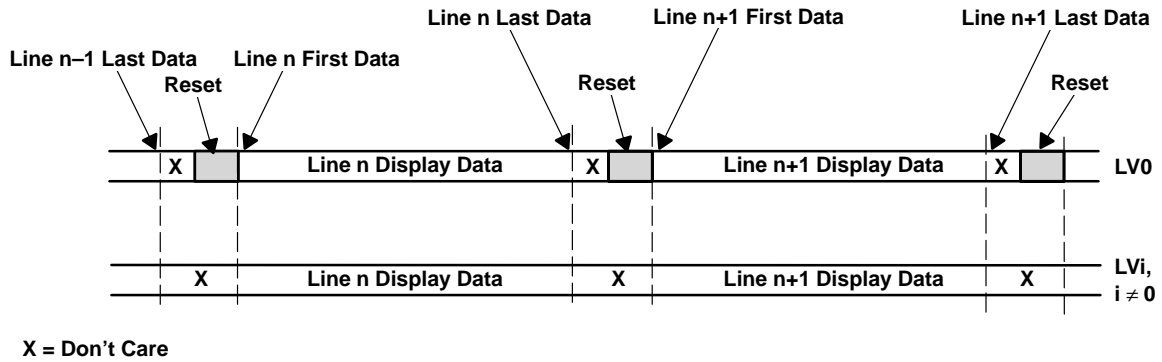 Line n Last Data
Line n+1 First Data
Line n+1 Last Data
Line n–1 Last Data
Line n First Data
Reset
Reset
Reset
X
Line n Display Data
X
Line n+1 Display Data
X
LV0
X
Line n Display Data
X
Line n+1 Display Data
X
LVi,
i ≠ 0
X = Don't Care